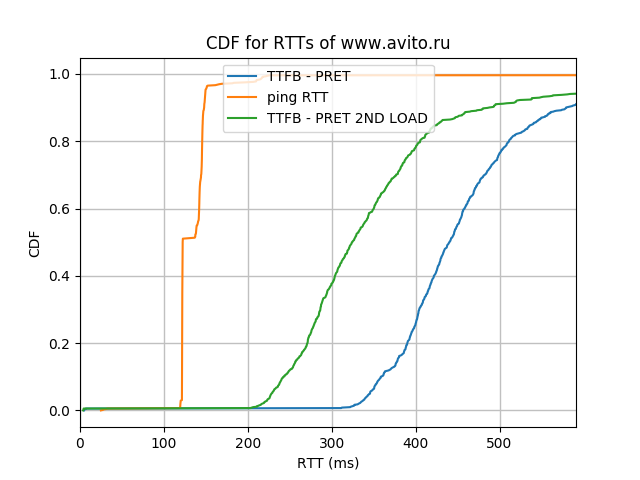 CDF for RTTs of www.avito.ru
TTFB - PRET
ping RTT
TTFB - PRET 2ND LOAD
CDF
1.0
0.8
0.6
0.4
0.2
0.0
0 100 200 300 400 500
RTT (ms)